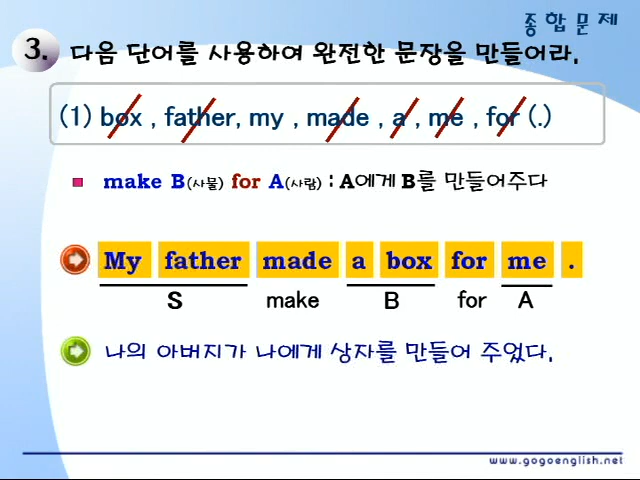 종합문제
3. 다음 단어를 사용하여 완전한 문장을 만들어라.
(1) box , father, my , made , a , me , for (.)
make B(사물) for A(사람) : A에게 B를 만들어주다
My father made a box for me .
S make B for A
나의 아버지가 나에게 상자를 만들어 주었다.
www.gogoenglish.net